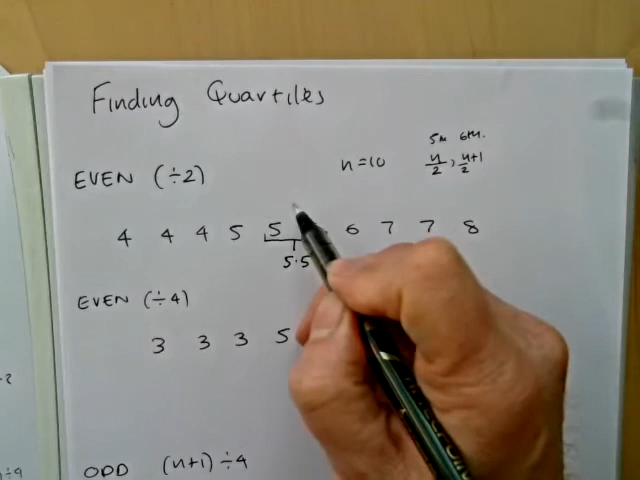 Finding Quartiles
5th 6th.
EVEN (÷2) n=10 n/2, n/2+1
4 4 4 5 5 6 7 7 8
5.5
EVEN (÷4)
3 3 3 5
ODD (n+1)÷4